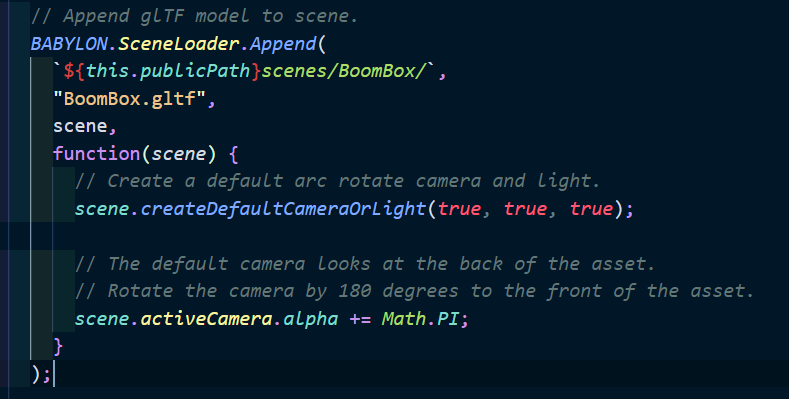 // Append glTF model to scene.
BABYLON.SceneLoader.Append(
`${this.publicPath}scenes/BoomBox/`,
"BoomBox.gltf",
scene,
function(scene) {
// Create a default arc rotate camera and light.
scene.createDefaultCameraOrLight(true, true, true);
// The default camera looks at the back of the asset.
// Rotate the camera by 180 degrees to the front of the asset.
scene.activeCamera.alpha += Math.PI;
}
);